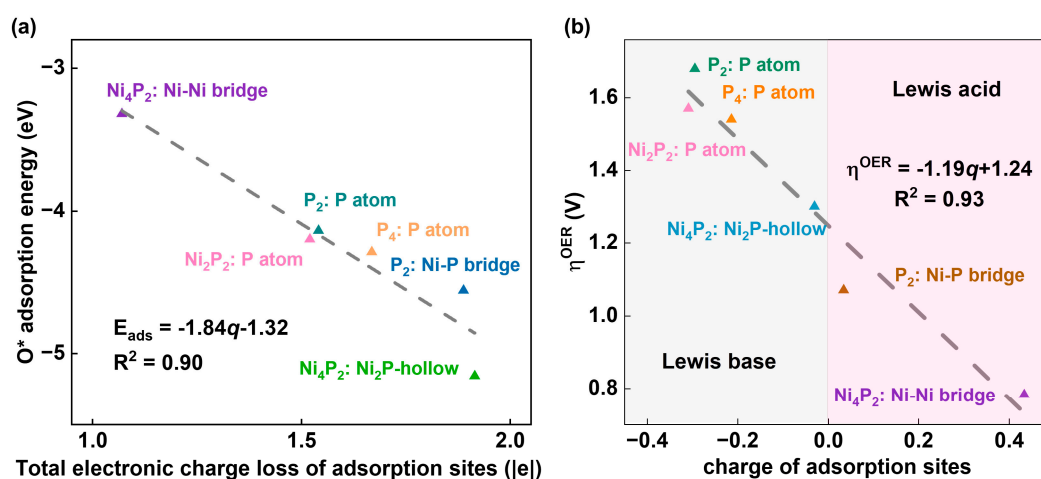 (a)
O* adsorption energy (eV)
−3
−4
−5
Ni₄P₂: Ni-Ni bridge
P₂: P atom
P₄: P atom
Ni₂P₂: P atom
P₂: Ni-P bridge
E_ads = -1.84q-1.32
R² = 0.90
Ni₄P₂: Ni₂P-hollow
1.0 1.5 2.0
Total electronic charge loss of adsorption sites (|e|)
(b)
η^OER (V)
1.6
1.4
1.2
1.0
0.8
P₂: P atom
P₄: P atom
Lewis acid
Ni₂P₂: P atom
η^OER = -1.19q+1.24
R² = 0.93
Ni₄P₂: Ni₂P-hollow
P₂: Ni-P bridge
Lewis base
Ni₄P₂: Ni-Ni bridge
−0.4 −0.2 0.0 0.2 0.4
charge of adsorption sites